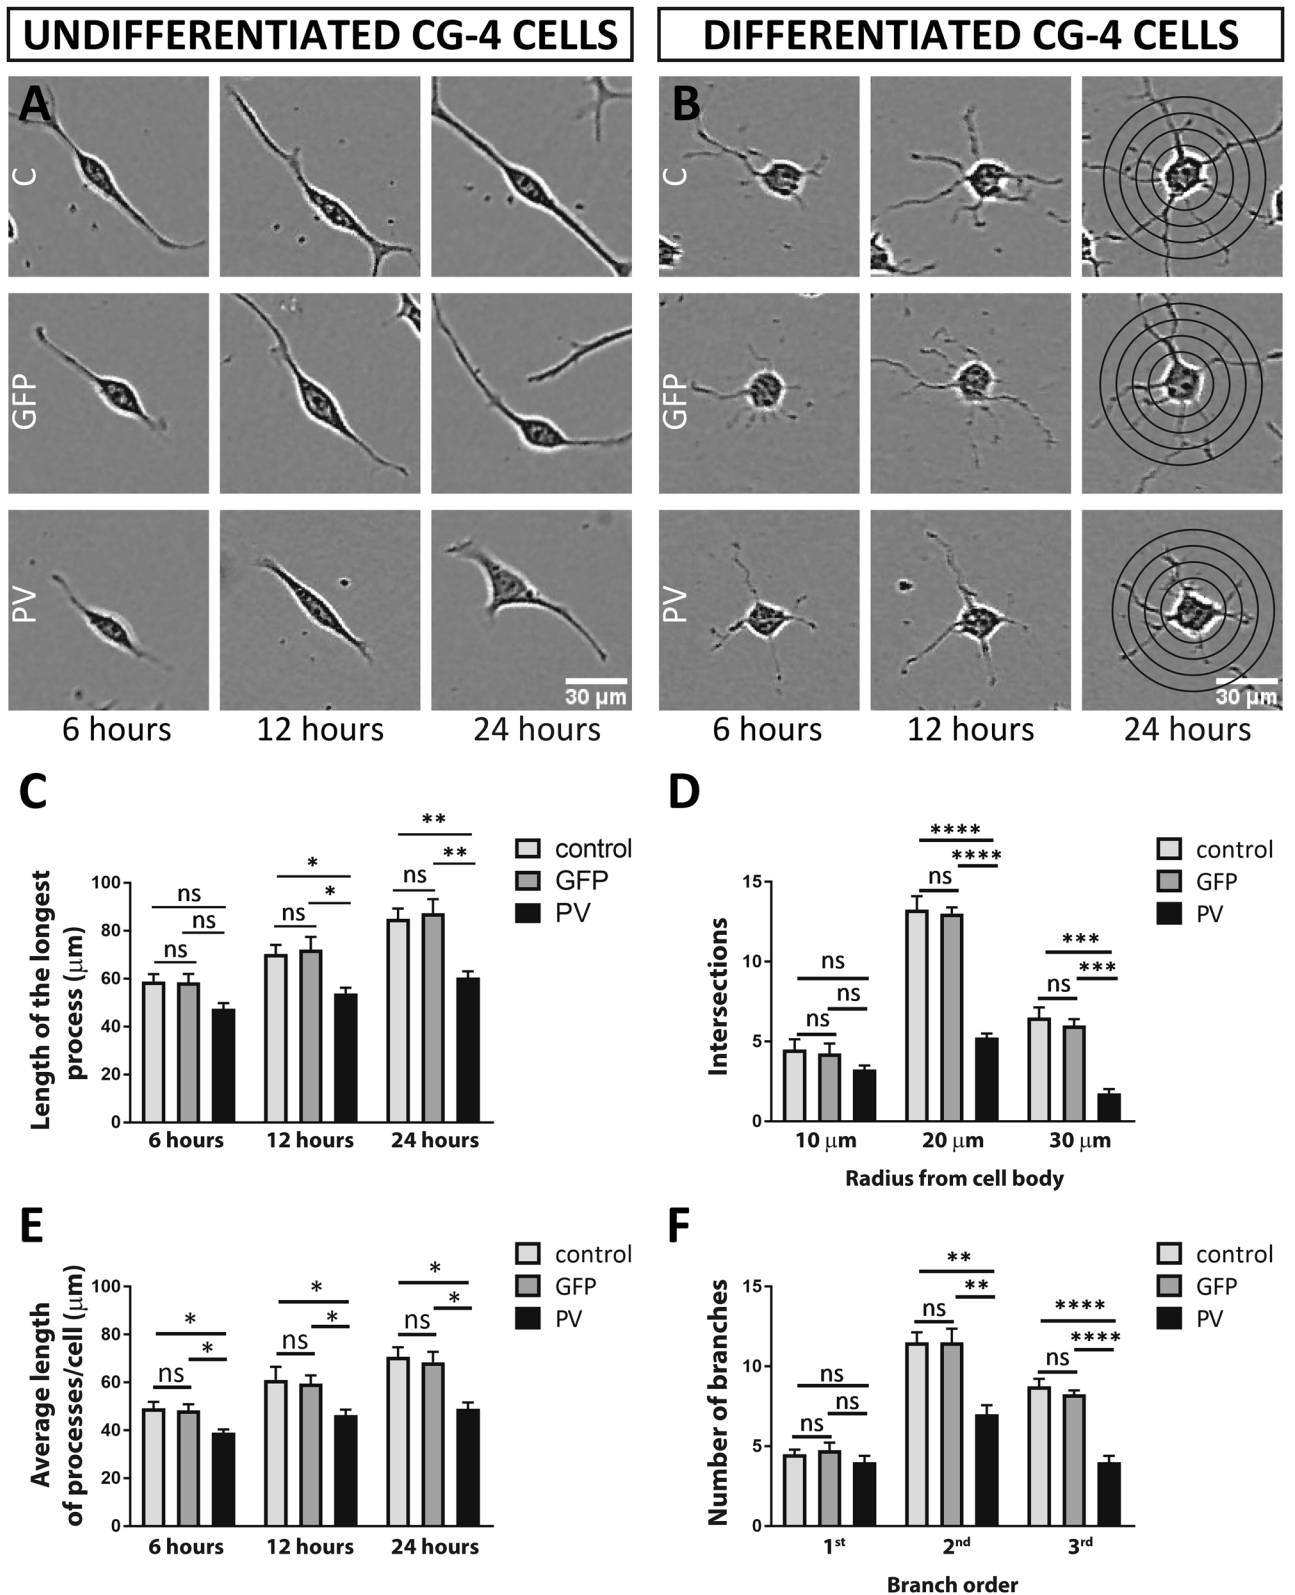 UNDIFFERENTIATED CG-4 CELLS
DIFFERENTIATED CG-4 CELLS
A
C
GFP
PV
30 µm
6 hours 12 hours 24 hours
B
C
GFP
PV
30 µm
6 hours 12 hours 24 hours
C
Length of the longest
process (µm)
100
80
60
40
20
0
ns
ns
ns
*
*
ns
**
**
ns
control
GFP
PV
6 hours 12 hours 24 hours
D
Intersections
15
10
5
0
ns
ns
ns
****
****
ns
***
***
ns
control
GFP
PV
10 µm 20 µm 30 µm
Radius from cell body
E
Average length
of processes/cell (µm)
100
80
60
40
20
0
*
*
ns
*
*
ns
*
*
ns
control
GFP
PV
6 hours 12 hours 24 hours
F
Number of branches
15
10
5
0
ns
ns
ns
**
**
ns
****
****
ns
control
GFP
PV
1st 2nd 3rd
Branch order